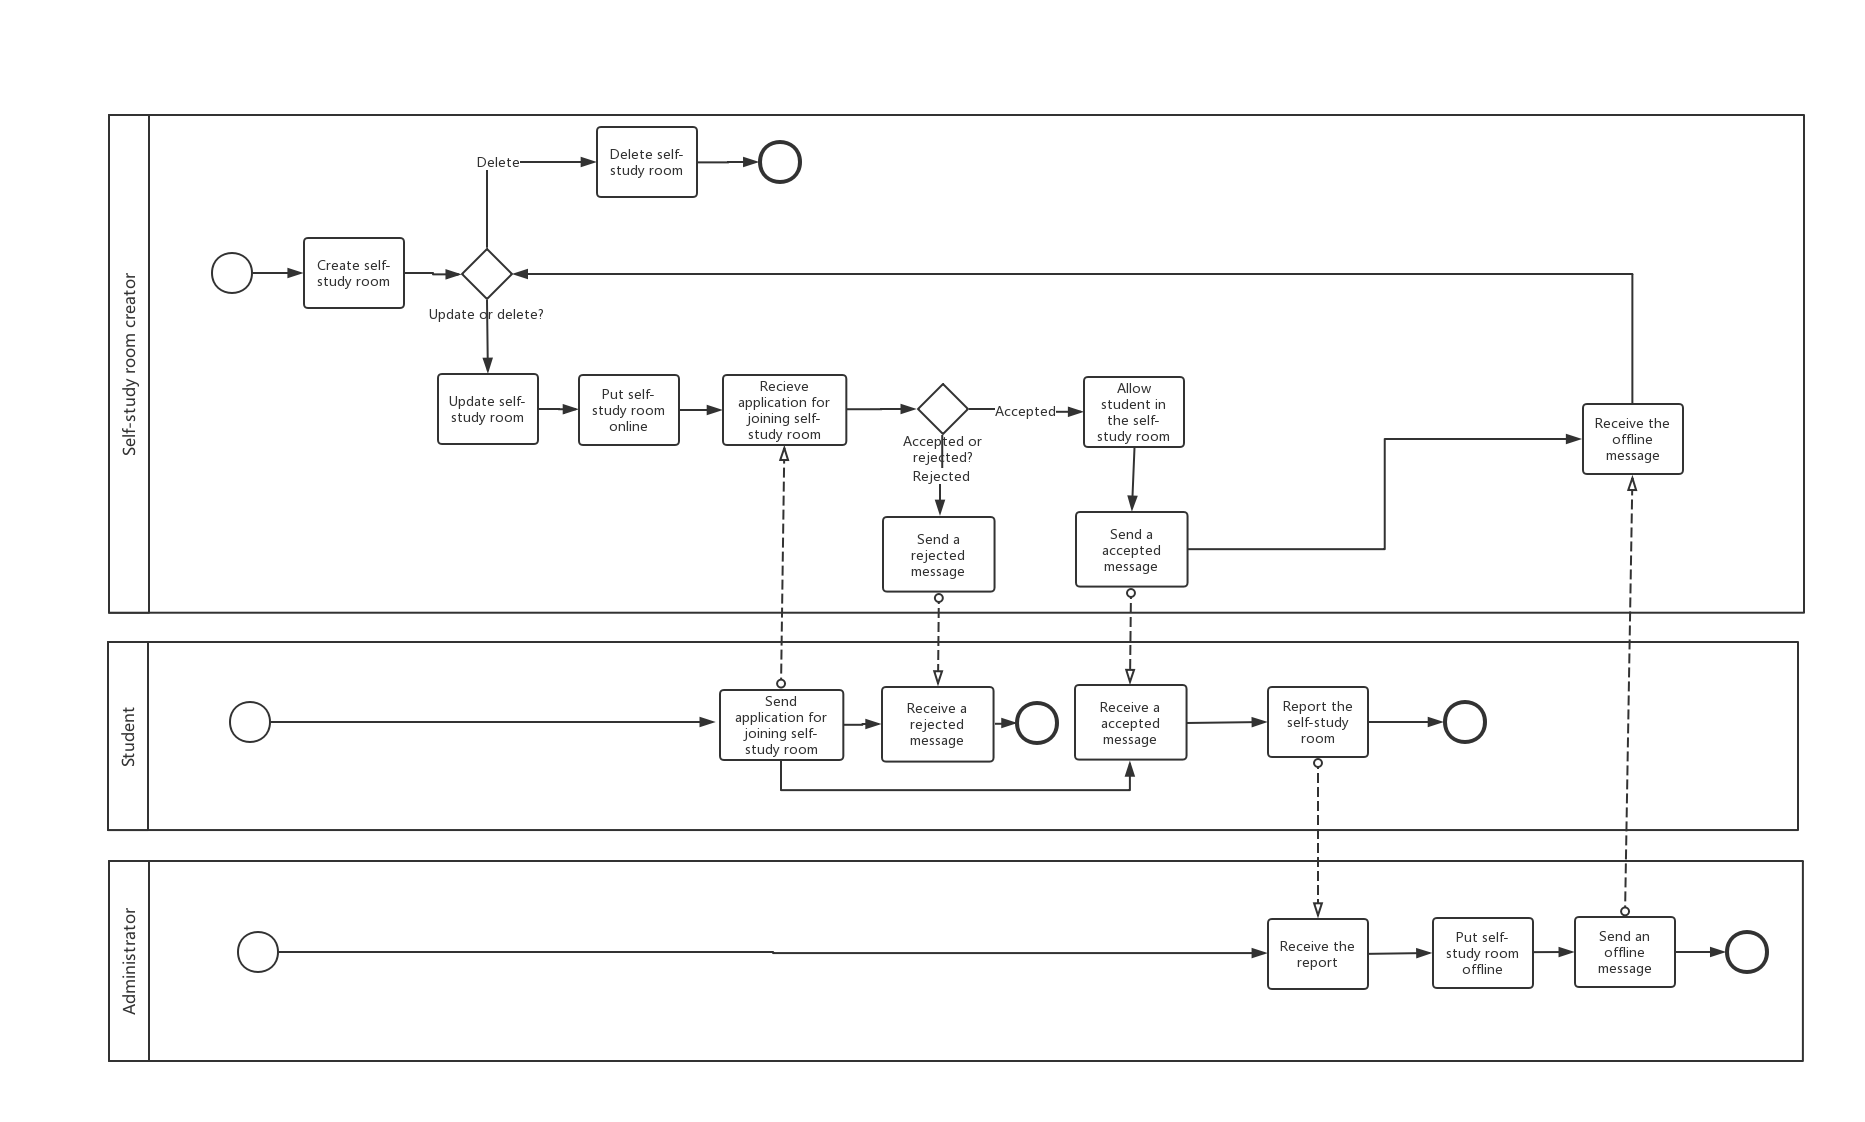 Self-study room creator
Delete
Delete self-
study room
Create self-
study room
Update or delete?
Update self-
study room
Put self-
study room
online
Recieve
application for
joining self-
study room
Accepted or
rejected?
Rejected
Accepted
Allow
student in
the self-
study room
Receive the
offline
message
Send a
rejected
message
Send a
accepted
message
Student
Send
application for
joining self-
study room
Receive a
rejected
message
Receive a
accepted
message
Report the
self-study
room
Administrator
Receive the
report
Put self-
study room
offline
Send an
offline
message